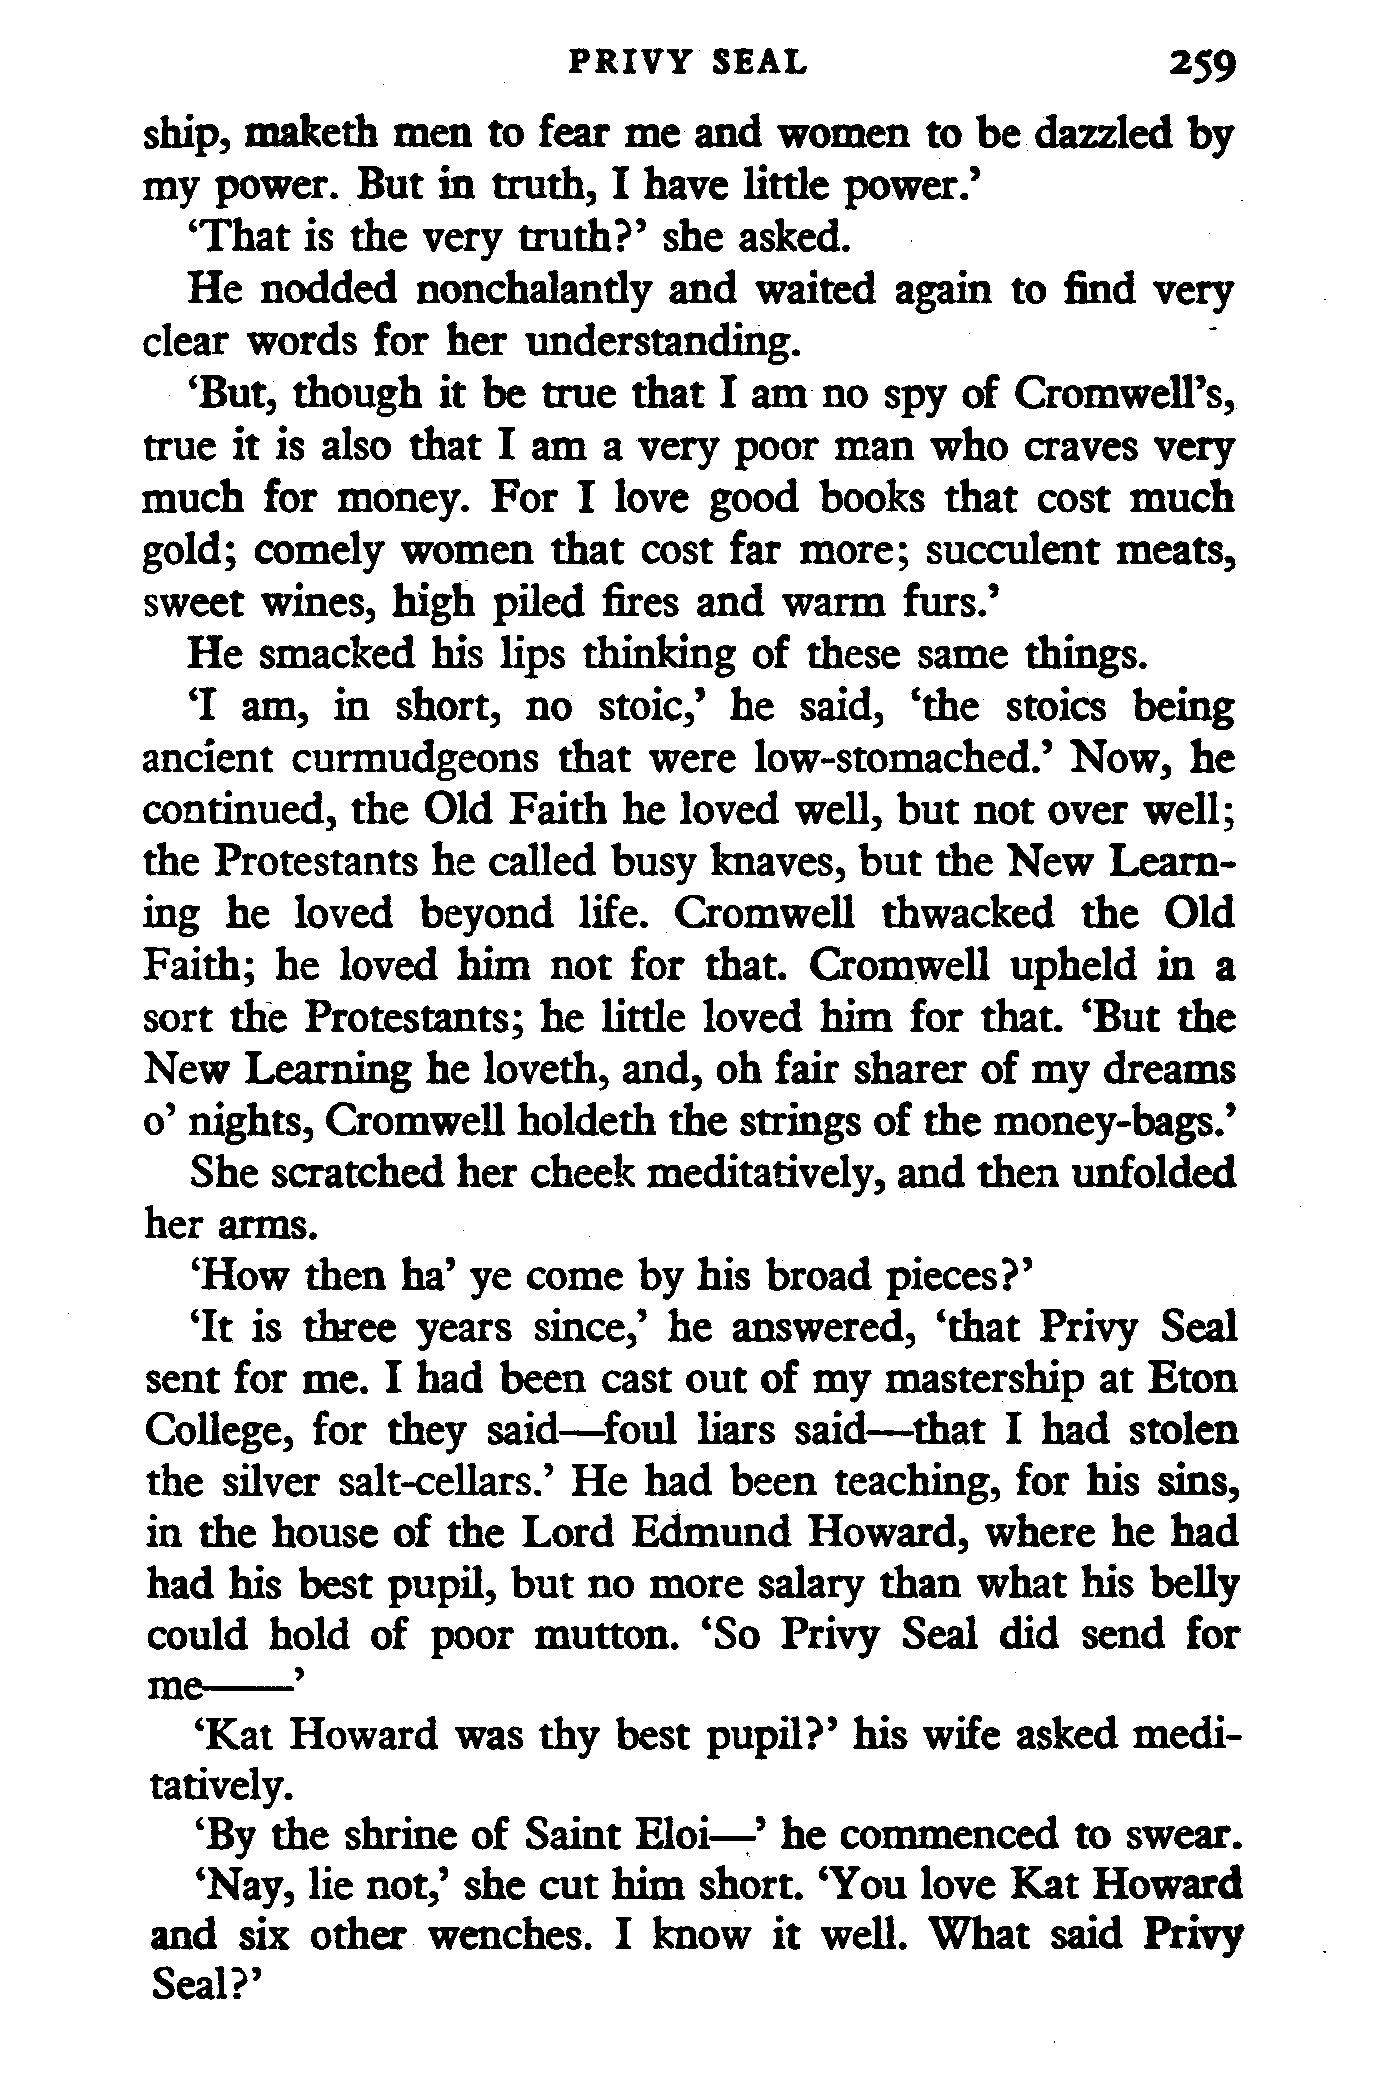 PRIVY SEAL 259
ship, maketh men to fear me and women to be dazzled by
my power. But in truth, I have little power.’
‘That is the very truth?’ she asked.
He nodded nonchalantly and waited again to find very
clear words for her understanding.
‘But, though it be true that I am no spy of Cromwell’s,
true it is also that I am a very poor man who craves very
much for money. For I love good books that cost much
gold; comely women that cost far more; succulent meats,
sweet wines, high piled fires and warm furs.’
He smacked his lips thinking of these same things.
‘I am, in short, no stoic,’ he said, ‘the stoics being
ancient curmudgeons that were low-stomached.’ Now, he
continued, the Old Faith he loved well, but not over well;
the Protestants he called busy knaves, but the New Learn-
ing he loved beyond life. Cromwell thwacked the Old
Faith; he loved him not for that. Cromwell upheld in a
sort the Protestants; he little loved him for that. ‘But the
New Learning he loveth, and, oh fair sharer of my dreams
o’ nights, Cromwell holdeth the strings of the money-bags.’
She scratched her cheek meditatively, and then unfolded
her arms.
‘How then ha’ ye come by his broad pieces?’
‘It is three years since,’ he answered, ‘that Privy Seal
sent for me. I had been cast out of my mastership at Eton
College, for they said—foul liars said—that I had stolen
the silver salt-cellars.’ He had been teaching, for his sins,
in the house of the Lord Edmund Howard, where he had
had his best pupil, but no more salary than what his belly
could hold of poor mutton. ‘So Privy Seal did send for
me——’
‘Kat Howard was thy best pupil?’ his wife asked medi-
tatively.
‘By the shrine of Saint Eloi—’ he commenced to swear.
‘Nay, lie not,’ she cut him short. ‘You love Kat Howard
and six other wenches. I know it well. What said Privy
Seal?’